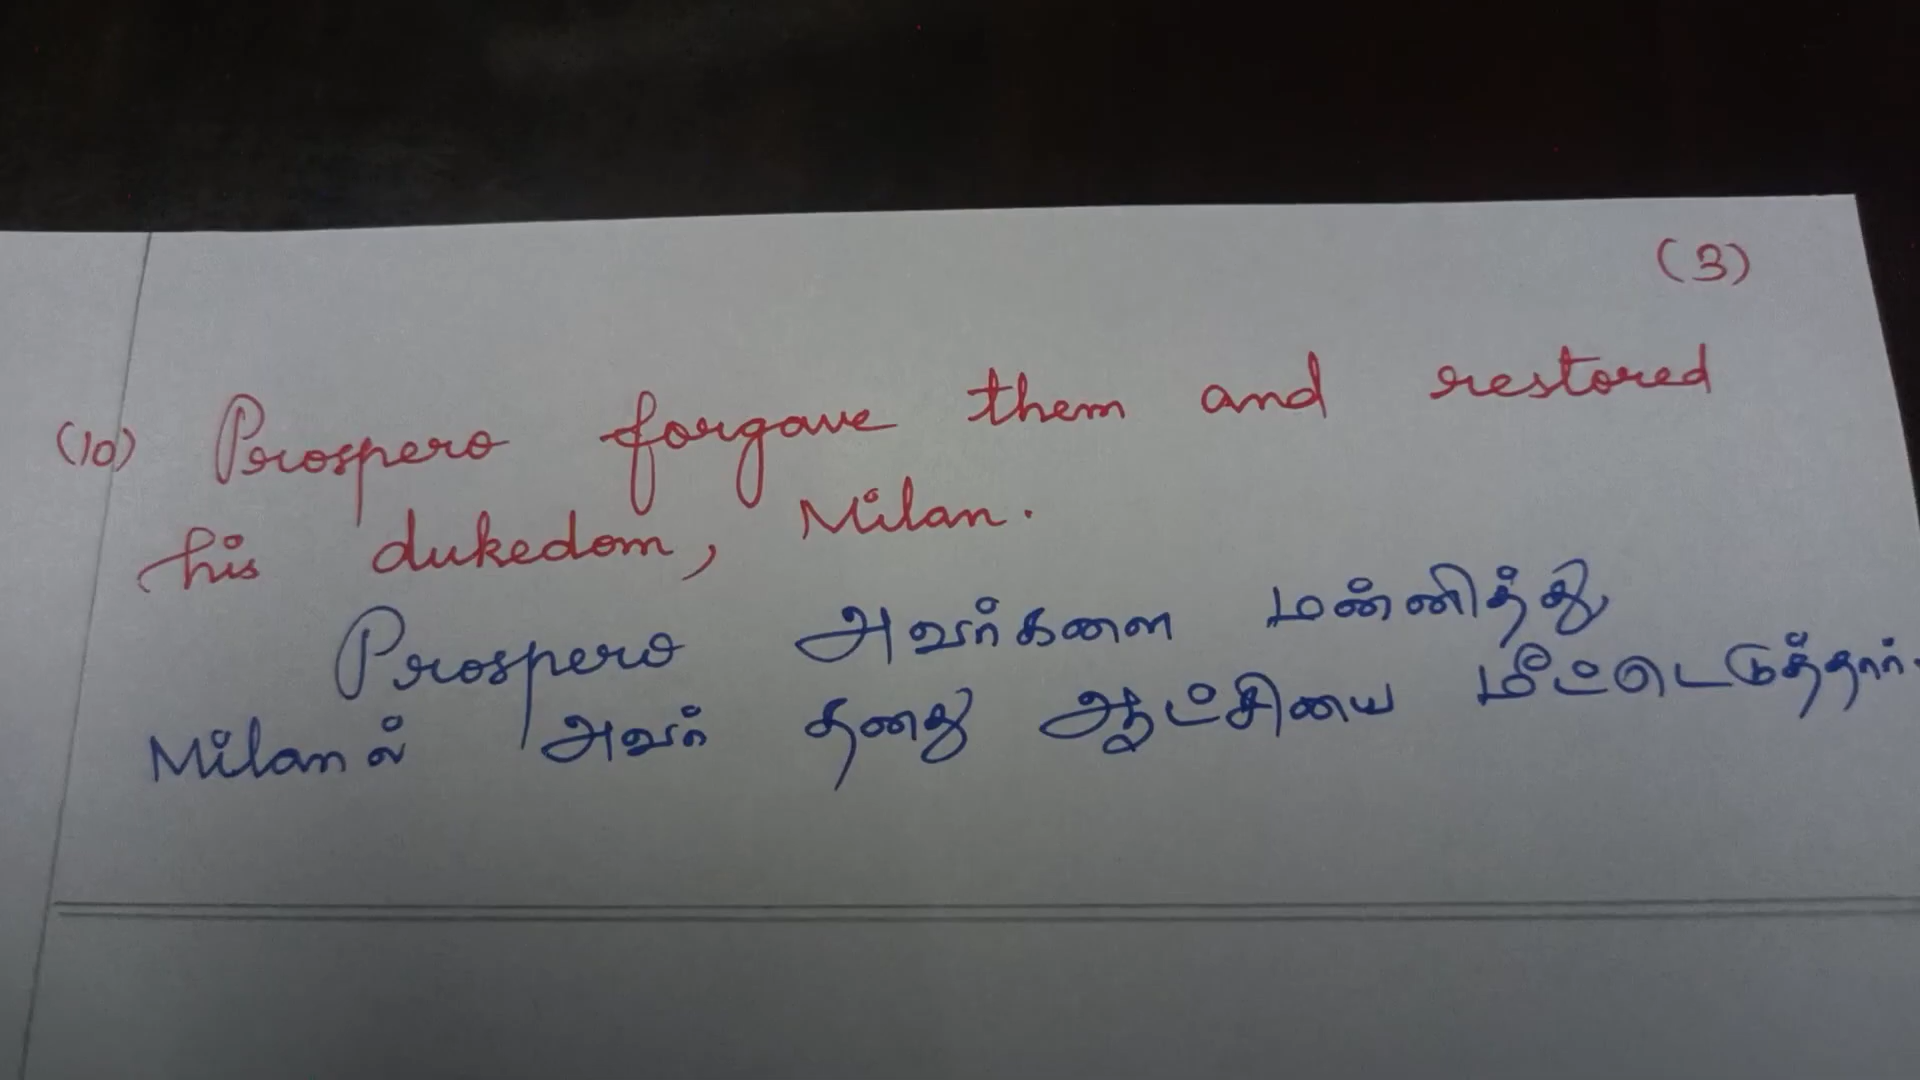 (3)
(10) Prospero forgave them and restored
his dukedom, Milan.
Prospero அவர்களை மன்னித்து
Milanல் அவர் தனது ஆட்சியை மீட்டெடுத்தார்.